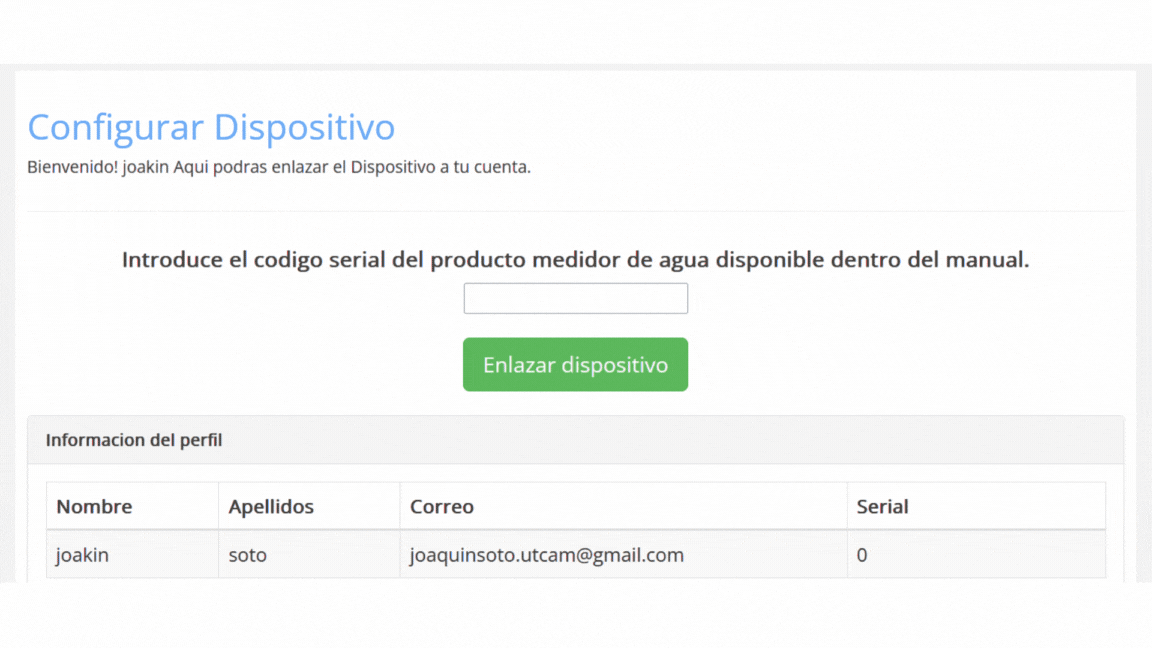 Configurar Dispositivo
Bienvenido! joakin Aqui podras enlazar el Dispositivo a tu cuenta.
Introduce el codigo serial del producto medidor de agua disponible dentro del manual.
Enlazar dispositivo
Informacion del perfil
Nombre Apellidos Correo Serial
joakin soto joaquinsoto.utcam@gmail.com 0